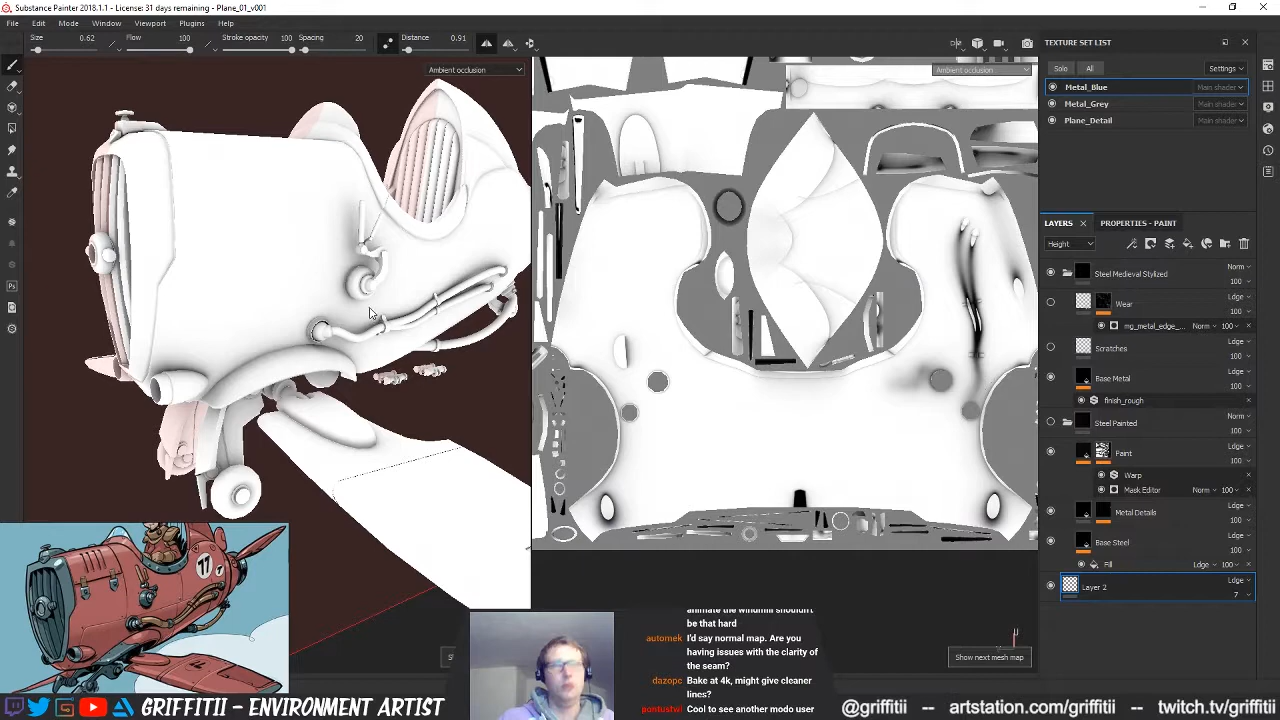 Substance Painter 2018.1.1 - License: 31 days remaining - Plane_01_v001
File Edit Mode Window Viewport Plugins Help
Size 0.62 Flow 100 Stroke opacity 100 Spacing 20 Distance 0.91
Ambient occlusion
Ambient occlusion
TEXTURE SET LIST
Solo All Settings
Metal_Blue Main shader
Metal_Grey Main shader
Plane_Detail Main shader
LAYERS PROPERTIES - PAINT
Height
Steel Medieval Stylized Norm 100
Wear Ldge 100
mg_metal_edge_... Norm 100
Scratches Ldge 100
Base Metal Ldge 100
finish_rough
Steel Painted Norm 100
Paint Ldge 100
Warp
Mask Editor Norm 100
Metal Details Ldge 100
Base Steel Ldge 100
Fill Ldge 100
Layer 2 Ldge 7
Show next mesh map
17
animate the windmill shouldn't
be that hard
automek I'd say normal map. Are you
having issues with the clarity of
the seam?
dazopc Bake at 4k, might give cleaner
lines?
pontustwi Cool to see another modo user
GRIFFITII - ENVIRONMENT ARTIST
@griffitii -- artstation.com/griffitii -- twitch.tv/griffitii